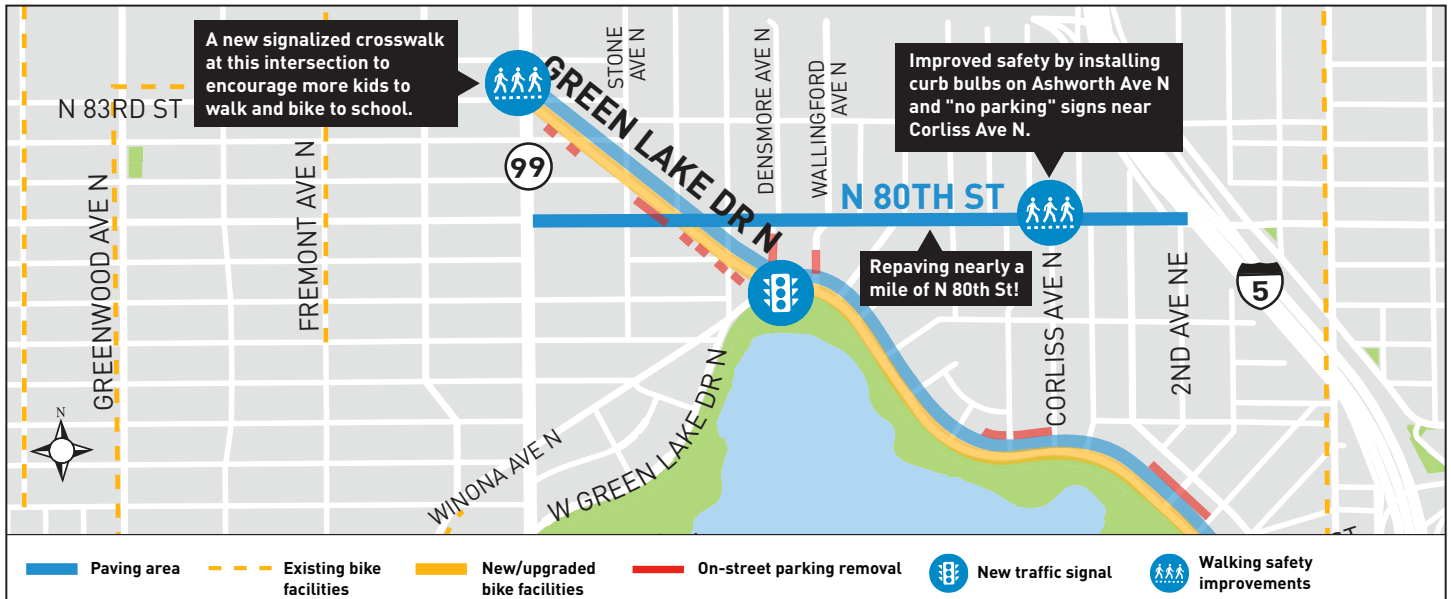 A new signalized crosswalk
at this intersection to
encourage more kids to
walk and bike to school.
N 83RD ST
GREENWOOD AVE N
FREMONT AVE N
99
GREEN LAKE DR N
STONE
AVE N
DENSMORE AVE N
WALLINGFORD
AVE N
Improved safety by installing
curb bulbs on Ashworth Ave N
and "no parking" signs near
Corliss Ave N.
N 80TH ST
Repaving nearly a
mile of N 80th St!
CORLISS AVE N
2ND AVE NE
5
N
WINONA AVE N
W GREEN LAKE DR N
Paving area
Existing bike
facilities
New/upgraded
bike facilities
On-street parking removal
New traffic signal
Walking safety
improvements